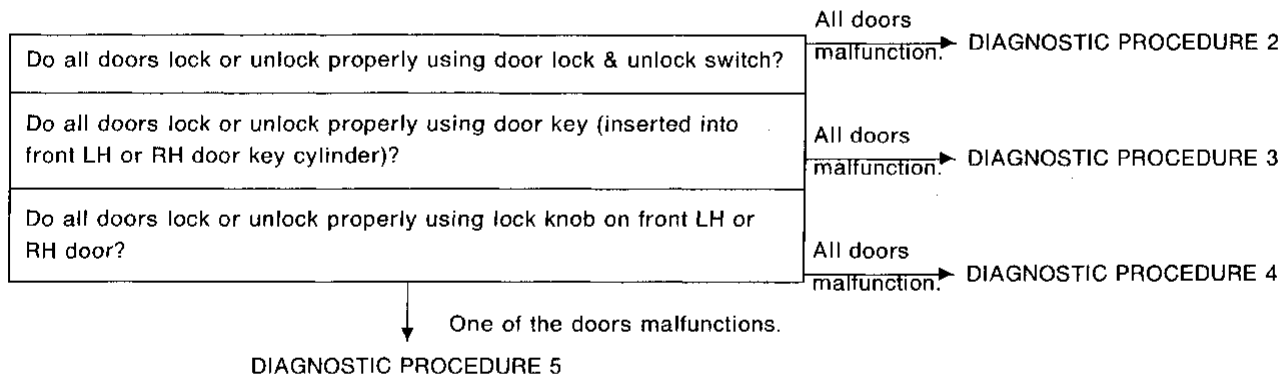 All doors
malfunction.
DIAGNOSTIC PROCEDURE 2
Do all doors lock or unlock properly using door lock & unlock switch?
Do all doors lock or unlock properly using door key (inserted into
front LH or RH door key cylinder)?
All doors
malfunction.
DIAGNOSTIC PROCEDURE 3
Do all doors lock or unlock properly using lock knob on front LH or
RH door?
All doors
malfunction.
DIAGNOSTIC PROCEDURE 4
One of the doors malfunctions.
DIAGNOSTIC PROCEDURE 5